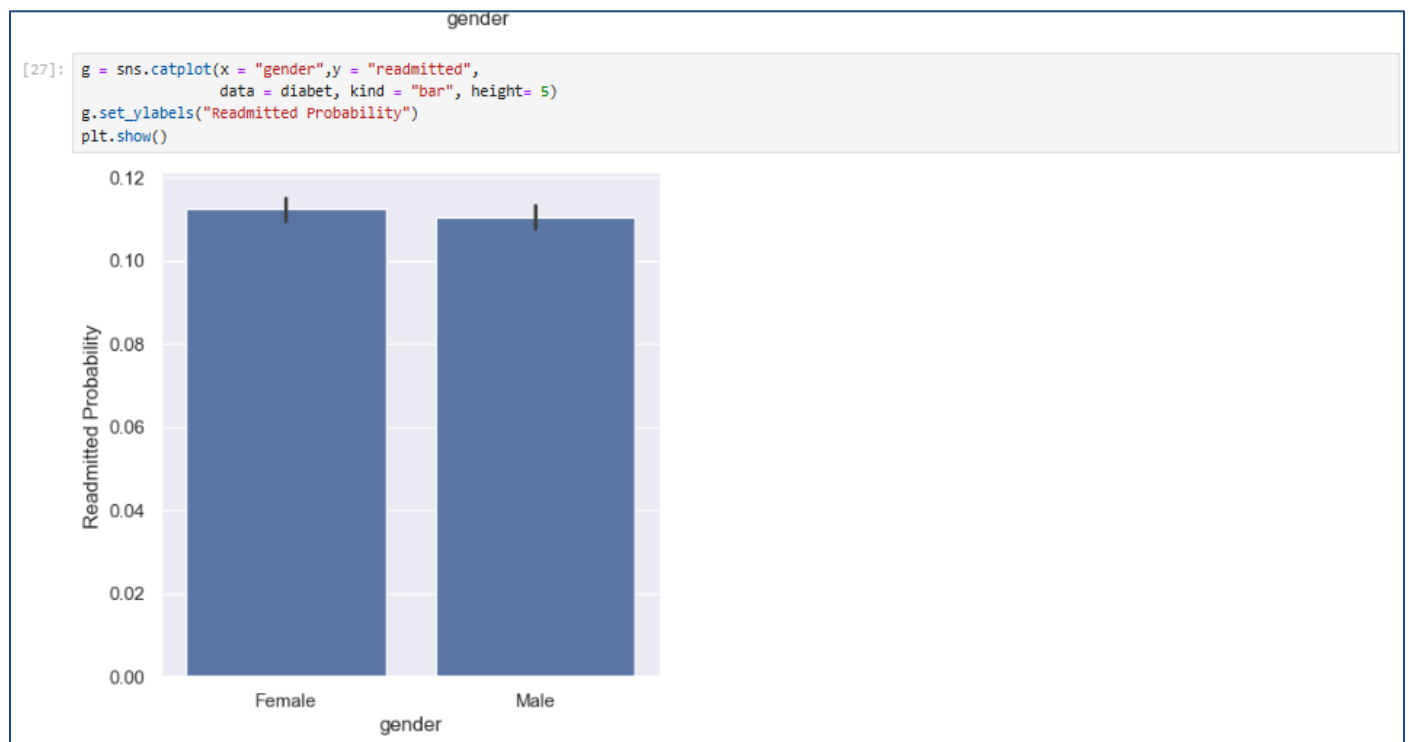 gender
[27]: g = sns.catplot(x = "gender",y = "readmitted",
data = diabet, kind = "bar", height= 5)
g.set_ylabels("Readmitted Probability")
plt.show()
0.12
0.10
0.08
0.06
0.04
0.02
0.00
Readmitted Probability
Female Male
gender